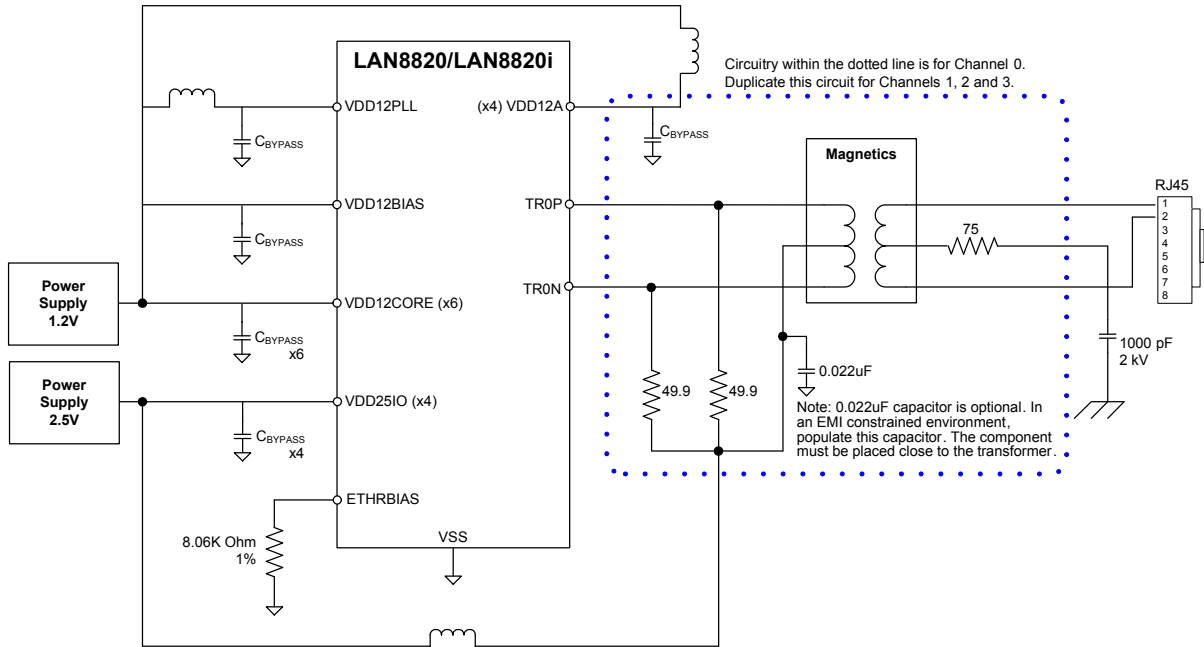 LAN8820/LAN8820i
Circuitry within the dotted line is for Channel 0.
Duplicate this circuit for Channels 1, 2 and 3.
VDD12PLL
(x4) VDD12A
CBYPASS
CBYPASS
Magnetics
VDD12BIAS
TR0P
RJ45
CBYPASS
1
2
3
4
5
6
7
8
75
Power
Supply
1.2V
VDD12CORE (x6)
TR0N
CBYPASS
x6
1000 pF
2 kV
Power
Supply
2.5V
VDD25IO (x4)
CBYPASS
x4
49.9
49.9
0.022uF
Note: 0.022uF capacitor is optional. In
an EMI constrained environment,
populate this capacitor. The component
must be placed close to the transformer.
ETHRBIAS
8.06K Ohm
1%
VSS